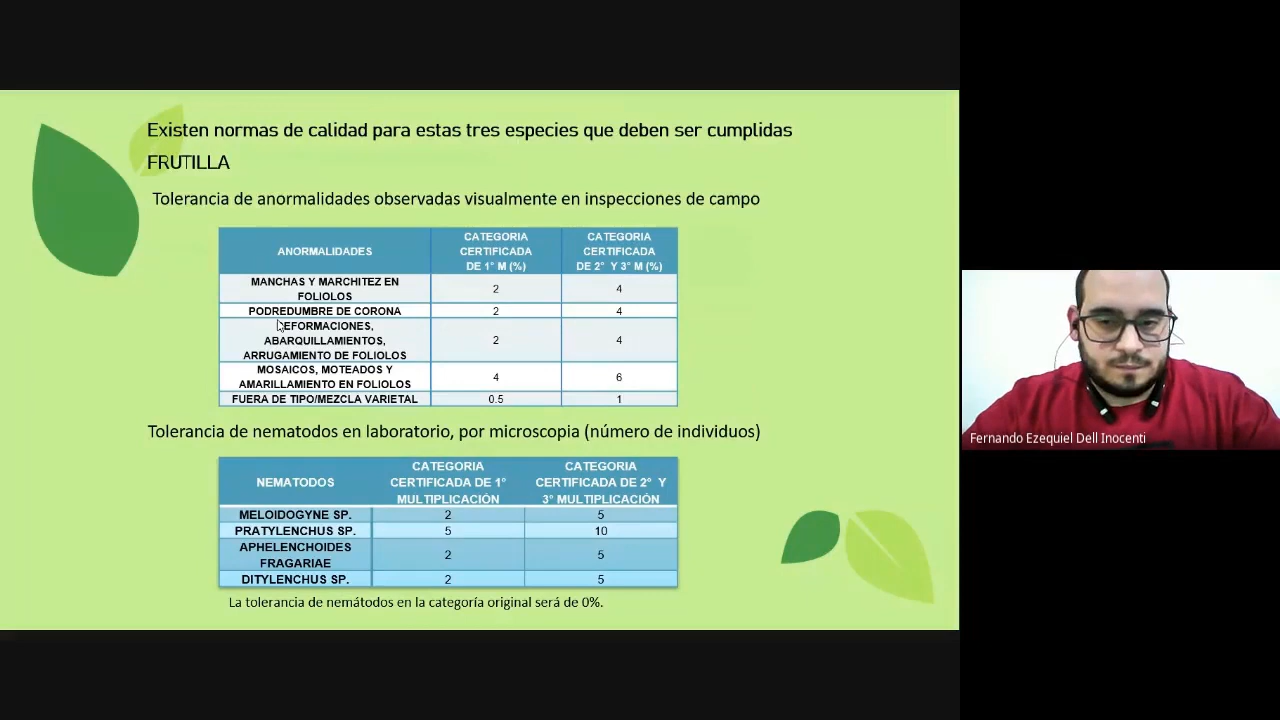 Existen normas de calidad para estas tres especies que deben ser cumplidas
FRUTILLA
Tolerancia de anormalidades observadas visualmente en inspecciones de campo
ANORMALIDADES
CATEGORIA
CERTIFICADA
DE 1° M (%)
CATEGORIA
CERTIFICADA
DE 2° Y 3° M (%)
MANCHAS Y MARCHITEZ EN
FOLIOLOS
2
4
PODREDUMBRE DE CORONA
2
4
DEFORMACIONES,
ABARQUILLAMIENTOS,
ARRUGAMIENTO DE FOLIOLOS
2
4
MOSAICOS, MOTEADOS Y
AMARILLAMIENTO EN FOLIOLOS
4
6
FUERA DE TIPO/MEZCLA VARIETAL
0.5
1
Tolerancia de nematodos en laboratorio, por microscopia (número de individuos)
NEMATODOS
CATEGORIA
CERTIFICADA DE 1°
MULTIPLICACIÓN
CATEGORIA
CERTIFICADA DE 2° Y
3° MULTIPLICACIÓN
MELOIDOGYNE SP.
2
5
PRATYLENCHUS SP.
5
10
APHELENCHOIDES
FRAGARIAE
2
5
DITYLENCHUS SP.
2
5
La tolerancia de nemátodos en la categoría original será de 0%.
Fernando Ezequiel Dell Inocenti